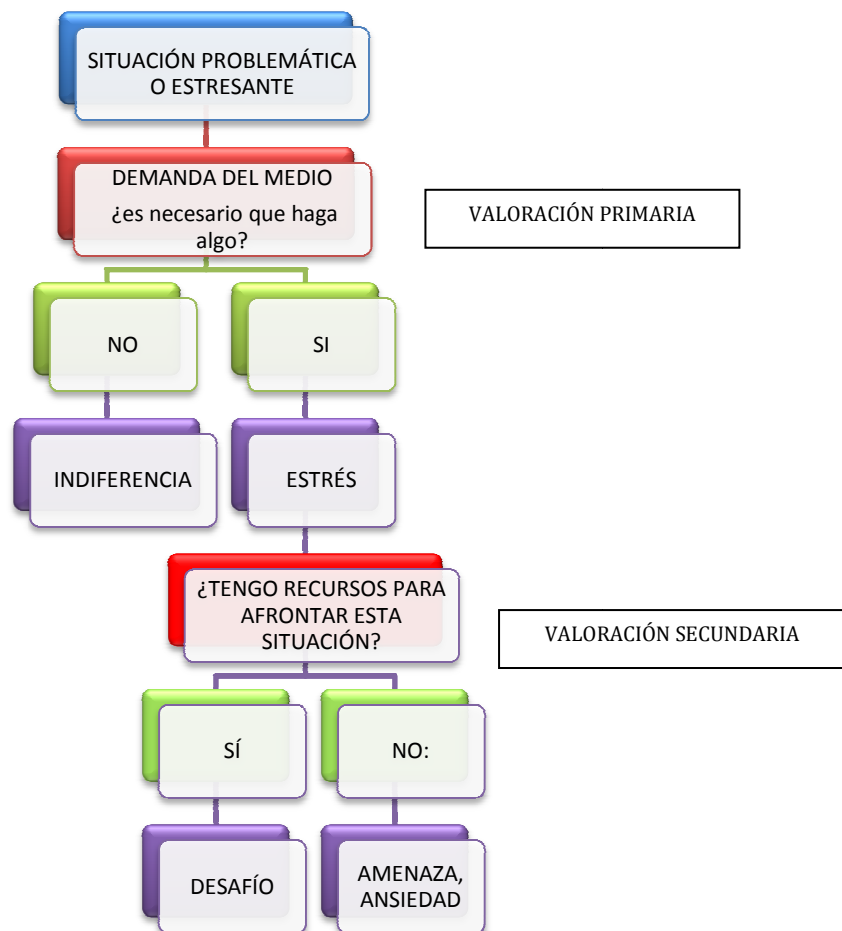 SITUACIÓN PROBLEMÁTICA
O ESTRESANTE
DEMANDA DEL MEDIO
¿es necesario que haga
algo?
VALORACIÓN PRIMARIA
NO
SI
INDIFERENCIA
ESTRÉS
¿TENGO RECURSOS PARA
AFRONTAR ESTA
SITUACIÓN?
VALORACIÓN SECUNDARIA
SÍ
NO:
DESAFÍO
AMENAZA,
ANSIEDAD